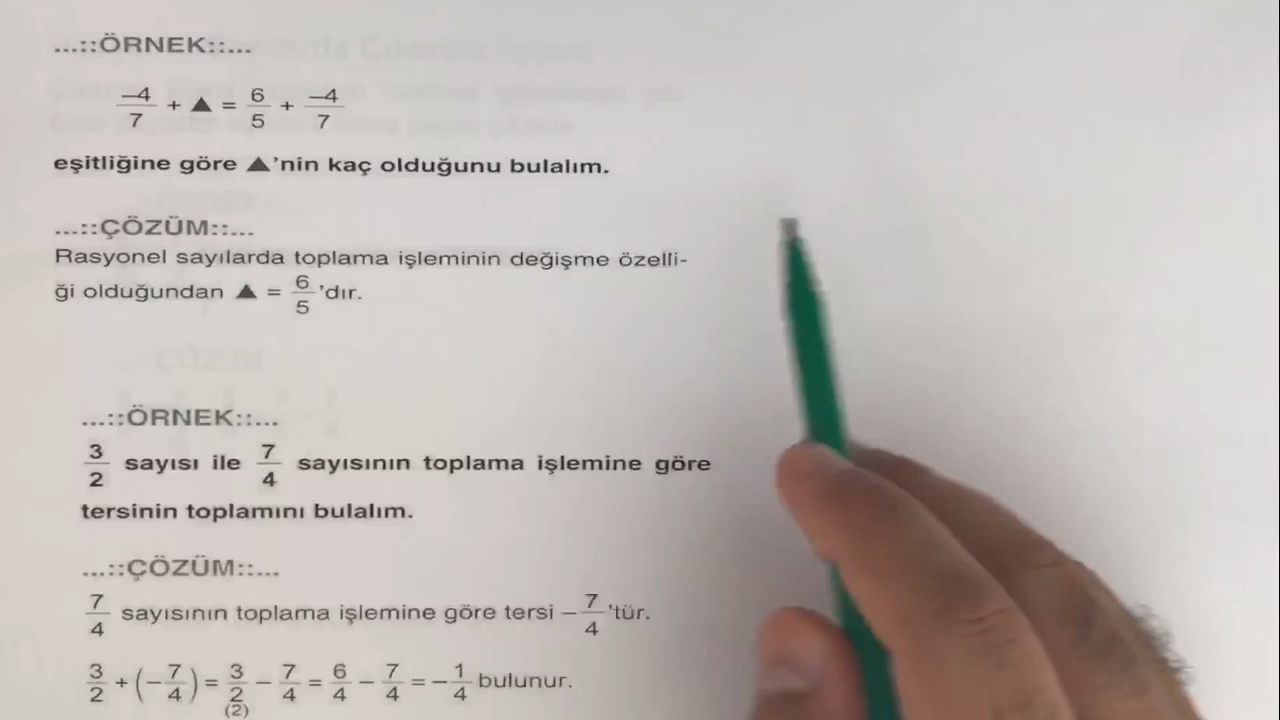 ...::ÖRNEK::...
–4/7 + ▲ = 6/5 + –4/7
eşitliğine göre ▲'nin kaç olduğunu bulalım.
...::ÇÖZÜM::...
Rasyonel sayılarda toplama işleminin değişme özelli-
ği olduğundan ▲ = 6/5 'dır.
...::ÖRNEK::...
3/2 sayısı ile 7/4 sayısının toplama işlemine göre
tersinin toplamını bulalım.
...::ÇÖZÜM::...
7/4 sayısının toplama işlemine göre tersi –7/4 'tür.
3/2 + (–7/4) = 3/2 – 7/4 = 6/4 – 7/4 = –1/4 bulunur.
(2)